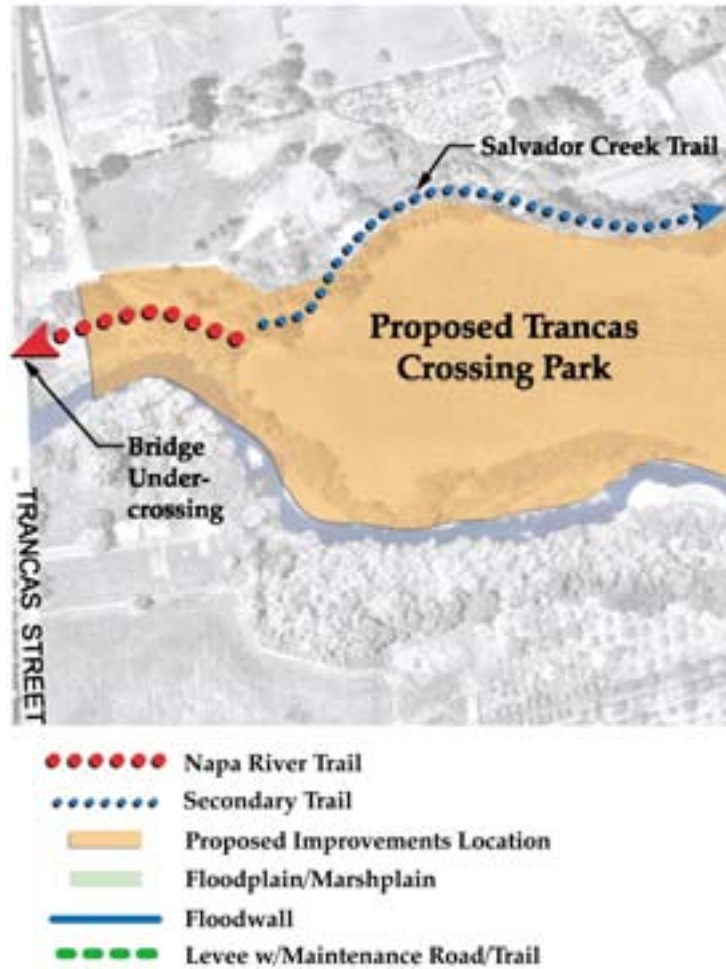 Salvador Creek Trail
Proposed Trancas
Crossing Park
Bridge
Under-
crossing
TRANCAS STREET
Napa River Trail
Secondary Trail
Proposed Improvements Location
Floodplain/Marshplain
Floodwall
Levee w/Maintenance Road/Trail